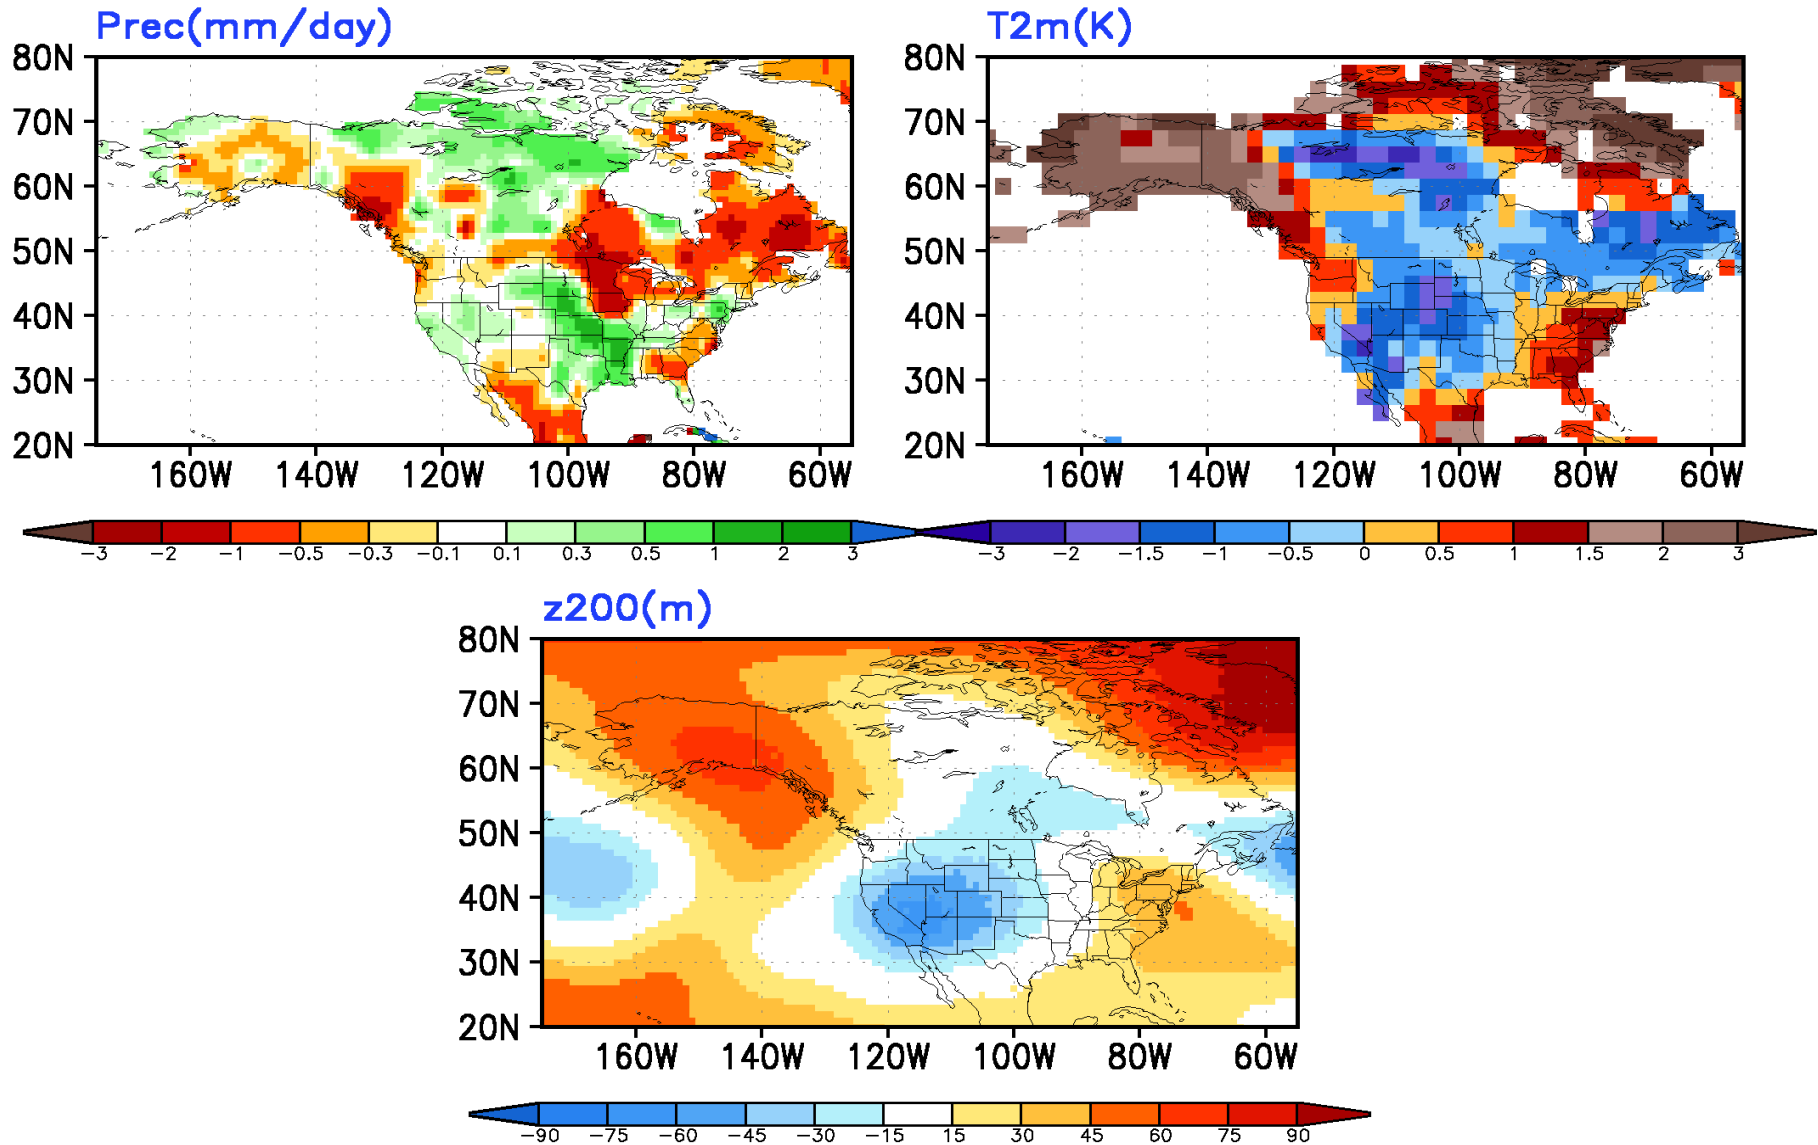 Prec(mm/day)
T2m(K)
80N
70N
60N
50N
40N
30N
20N
160W 140W 120W 100W 80W 60W
80N
70N
60N
50N
40N
30N
20N
160W 140W 120W 100W 80W 60W
−3 −2 −1 −0.5 −0.3 −0.1 0.1 0.3 0.5 1 2 3
−3 −2 −1.5 −1 −0.5 0 0.5 1 1.5 2 3
z200(m)
80N
70N
60N
50N
40N
30N
20N
160W 140W 120W 100W 80W 60W
−90 −75 −60 −45 −30 −15 15 30 45 60 75 90